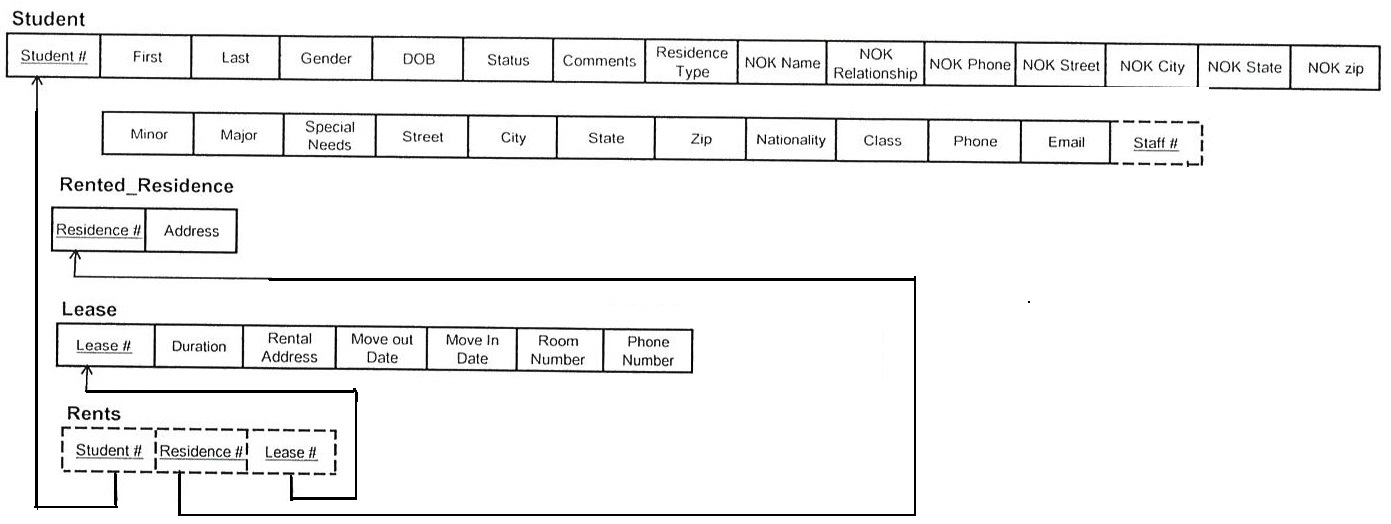 Student
Student # First Last Gender DOB Status Comments Residence Type NOK Name NOK Relationship NOK Phone NOK Street NOK City NOK State NOK zip
Minor Major Special Needs Street City State Zip Nationality Class Phone Email Staff #
Rented_Residence
Residence # Address
Lease
Lease # Duration Rental Address Move out Date Move In Date Room Number Phone Number
Rents
Student # Residence # Lease #